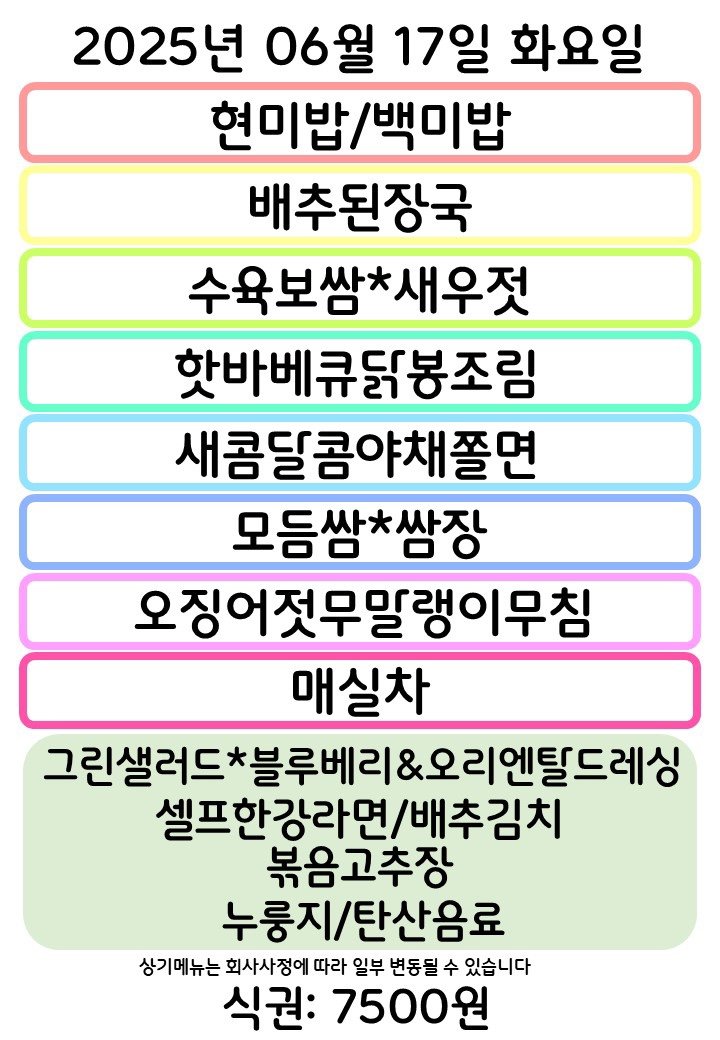 2025년 06월 17일 화요일
현미밥/백미밥
배추된장국
수육보쌈*새우젓
핫바베큐닭봉조림
새콤달콤야채쫄면
모듬쌈*쌈장
오징어젓무말랭이무침
매실차
그린샐러드*블루베리&오리엔탈드레싱
셀프한강라면/배추김치
볶음고추장
누룽지/탄산음료
상기메뉴는 회사사정에 따라 일부 변동될 수 있습니다
식권: 7500원